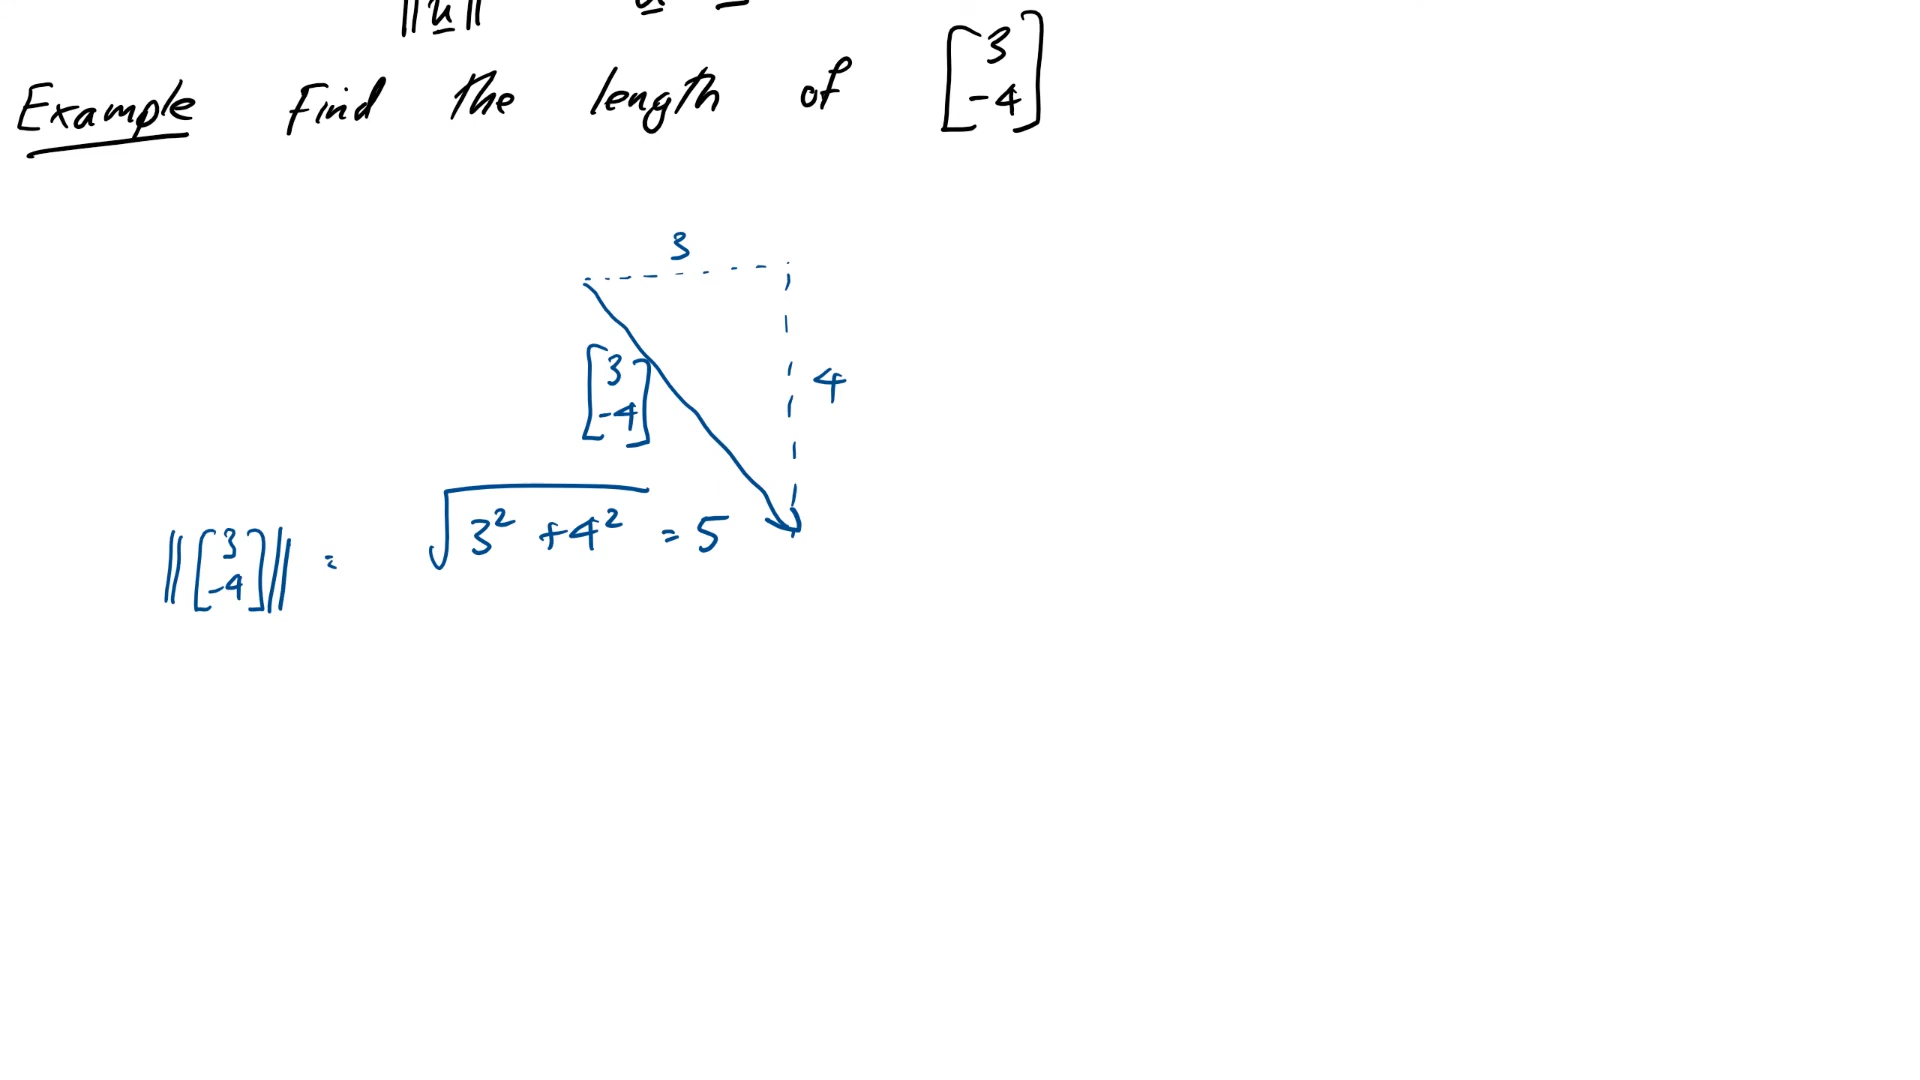 ||u||
Example Find the length of [3 -4]
3
[3 -4]
4
||[3 -4]|| = √(3² + 4²) = 5